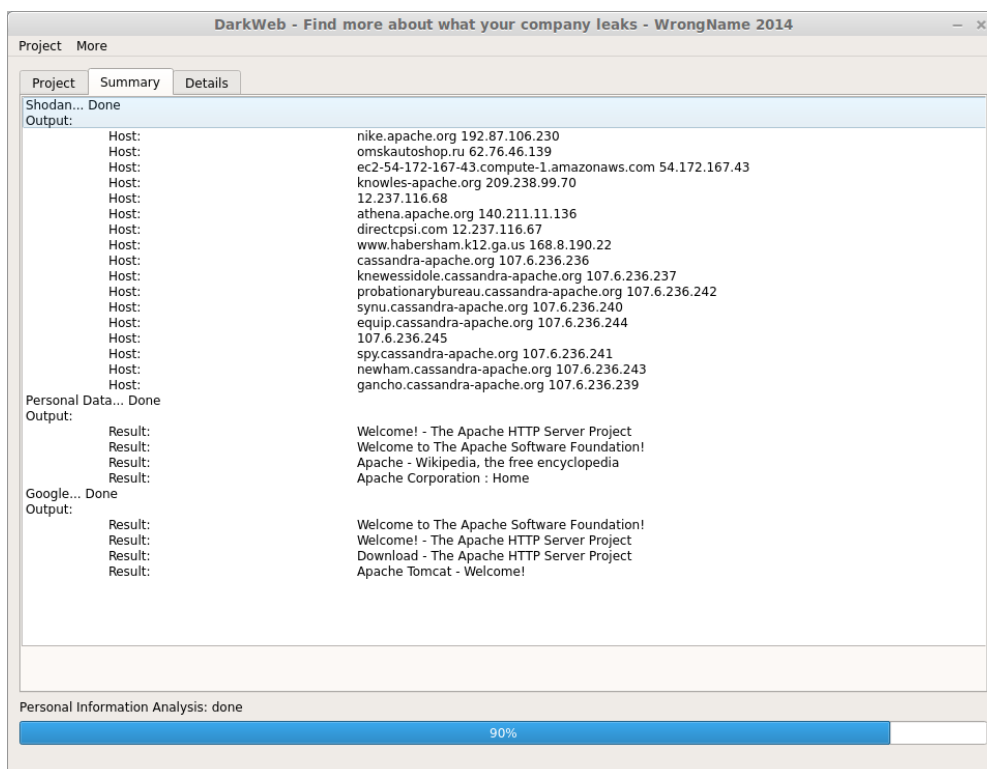 DarkWeb - Find more about what your company leaks - WrongName 2014
Project More
Project Summary Details
Shodan... Done
Output:
Host: nike.apache.org 192.87.106.230
Host: omskautoshop.ru 62.76.46.139
Host: ec2-54-172-167-43.compute-1.amazonaws.com 54.172.167.43
Host: knowles-apache.org 209.238.99.70
Host: 12.237.116.68
Host: athena.apache.org 140.211.11.136
Host: directcpsi.com 12.237.116.67
Host: www.habersham.k12.ga.us 168.8.190.22
Host: cassandra-apache.org 107.6.236.236
Host: knewessidole.cassandra-apache.org 107.6.236.237
Host: probationarybureau.cassandra-apache.org 107.6.236.242
Host: synu.cassandra-apache.org 107.6.236.240
Host: equip.cassandra-apache.org 107.6.236.244
Host: 107.6.236.245
Host: spy.cassandra-apache.org 107.6.236.241
Host: newham.cassandra-apache.org 107.6.236.243
Host: gancho.cassandra-apache.org 107.6.236.239
Personal Data... Done
Output:
Result: Welcome! - The Apache HTTP Server Project
Result: Welcome to The Apache Software Foundation!
Result: Apache - Wikipedia, the free encyclopedia
Result: Apache Corporation : Home
Google... Done
Output:
Result: Welcome to The Apache Software Foundation!
Result: Welcome! - The Apache HTTP Server Project
Result: Download - The Apache HTTP Server Project
Result: Apache Tomcat - Welcome!
Personal Information Analysis: done
90%